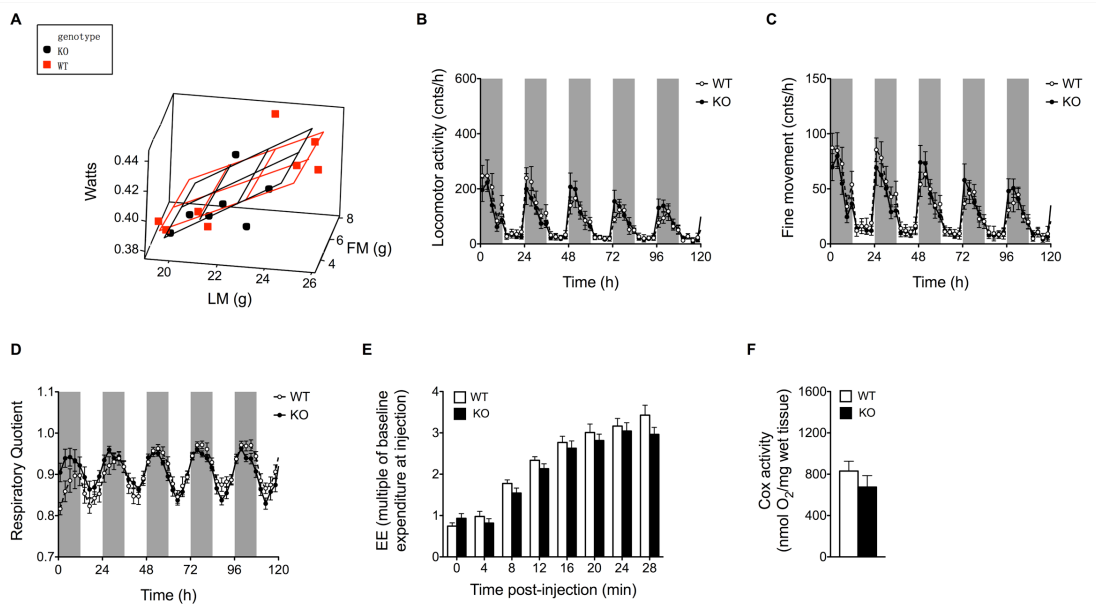 A
genotype
KO
WT
Watts
0.44
0.42
0.40
0.38
20
22
24
26
LM (g)
8
6
4
FM (g)
B
Locomotor activity (cnts/h)
600
400
200
0
0
24
48
72
96
120
Time (h)
WT
KO
C
Fine movement (cnts/h)
150
100
50
0
0
24
48
72
96
120
Time (h)
WT
KO
D
Respiratory Quotient
1.1
1.0
0.9
0.8
0.7
0
24
48
72
96
120
Time (h)
WT
KO
E
EE (multiple of baseline
expenditure at injection)
4
3
2
1
0
0
4
8
12
16
20
24
28
Time post-injection (min)
WT
KO
F
Cox activity
(nmol O2/mg wet tissue)
1600
1200
800
400
0
WT
KO